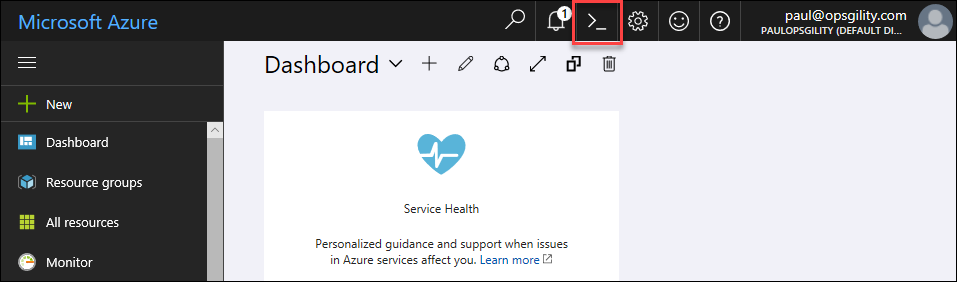 Microsoft Azure
1
>_
?
paul@opsgility.com
PAULOPSGILITY (DEFAULT DI...
Dashboard
New
Dashboard
Resource groups
All resources
Monitor
Service Health
Personalized guidance and support when issues
in Azure services affect you. Learn more